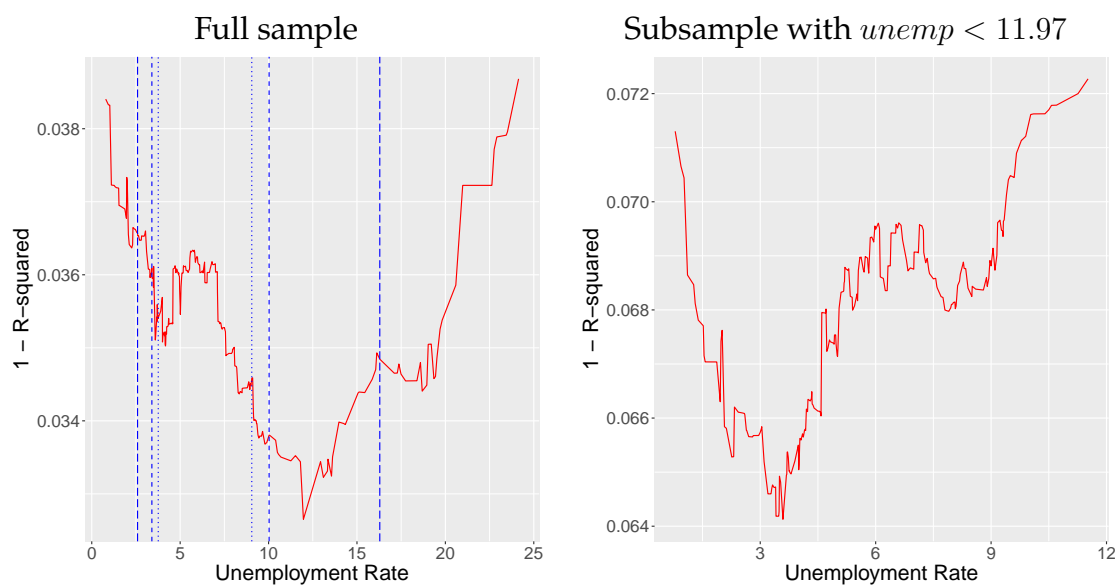 Full sample
0.038
0.036
0.034
1 − R−squared
0 5 10 15 20 25
Unemployment Rate
Subsample with unemp < 11.97
0.072
0.070
0.068
0.066
0.064
1 − R−squared
3 6 9 12
Unemployment Rate